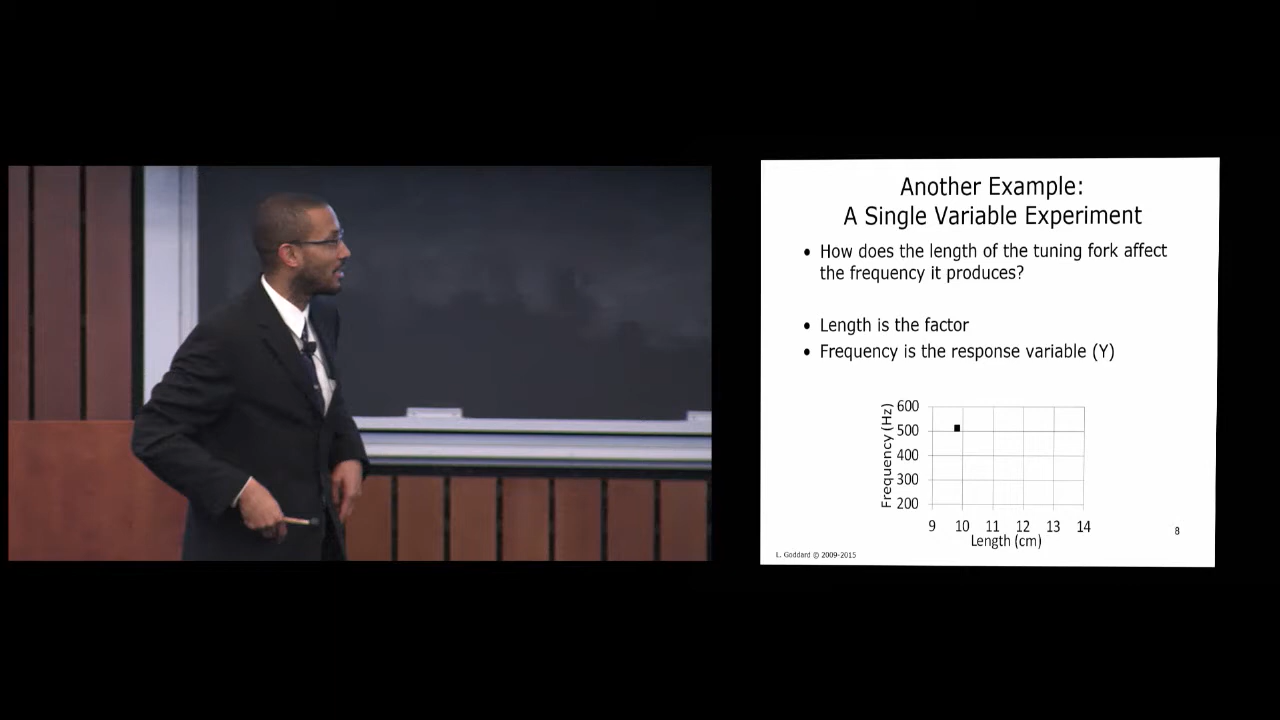 Another Example:
A Single Variable Experiment
• How does the length of the tuning fork affect
the frequency it produces?
• Length is the factor
• Frequency is the response variable (Y)
Frequency (Hz)
600
500
400
300
200
9 10 11 12 13 14
Length (cm)
8
L. Goddard © 2009-2015